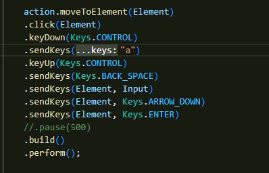 action.moveToElement(Element)
.click(Element)
.keyDown(Keys.CONTROL)
.sendKeys(...keys: "a")
.keyUp(Keys.CONTROL)
.sendKeys(Keys.BACK_SPACE)
.sendKeys(Element, Input)
.sendKeys(Element, Keys.ARROW_DOWN)
.sendKeys(Element, Keys.ENTER)
//.pause(500)
.build()
.perform();